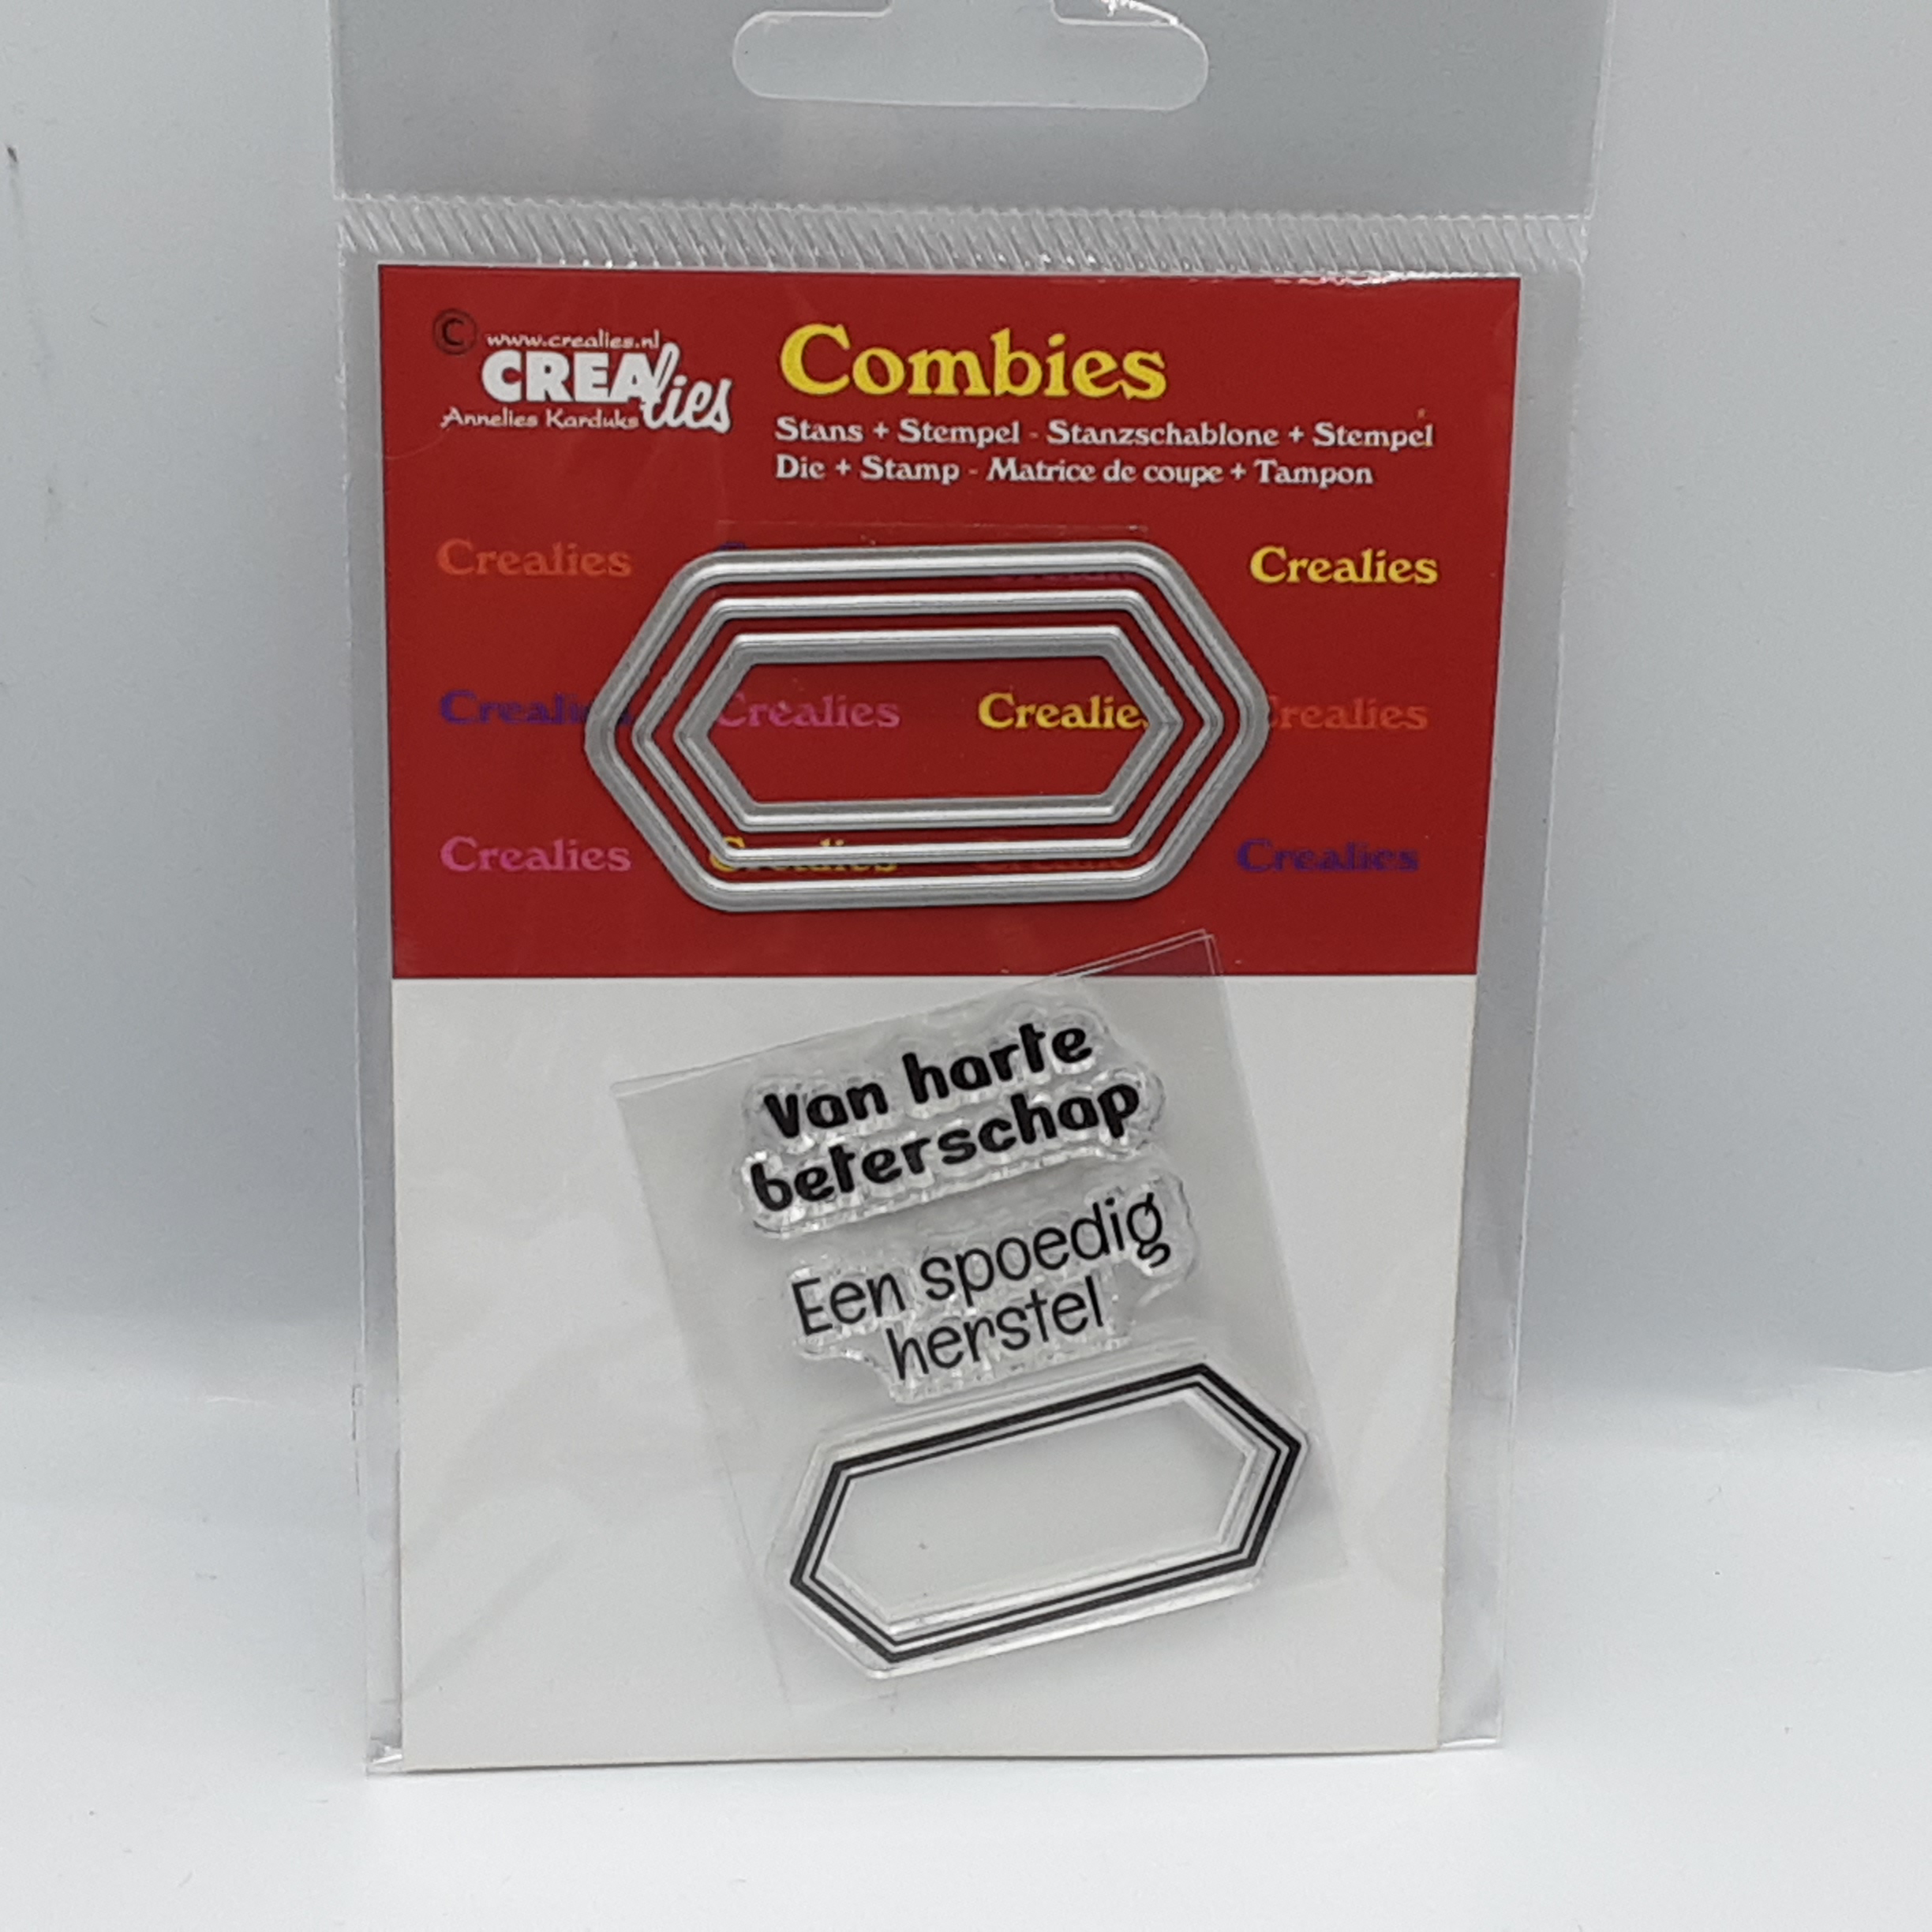 ©
www.crealies.nl
CREAlies
Annelies Karduks
Combies
Stans + Stempel - Stanzschablone + Stempel
Die + Stamp - Matrice de coupe + Tampon
Crealies Crealies
Crealies Crealies Crealies Crealies
Crealies Crealies Crealies
Van harte
beterschap
Een spoedig
herstel